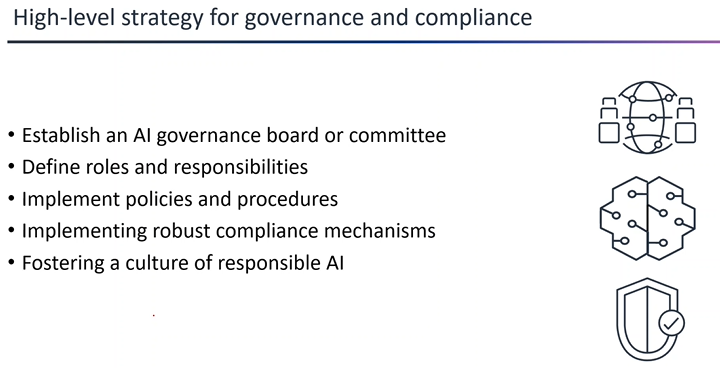 High-level strategy for governance and compliance
• Establish an AI governance board or committee
• Define roles and responsibilities
• Implement policies and procedures
• Implementing robust compliance mechanisms
• Fostering a culture of responsible AI